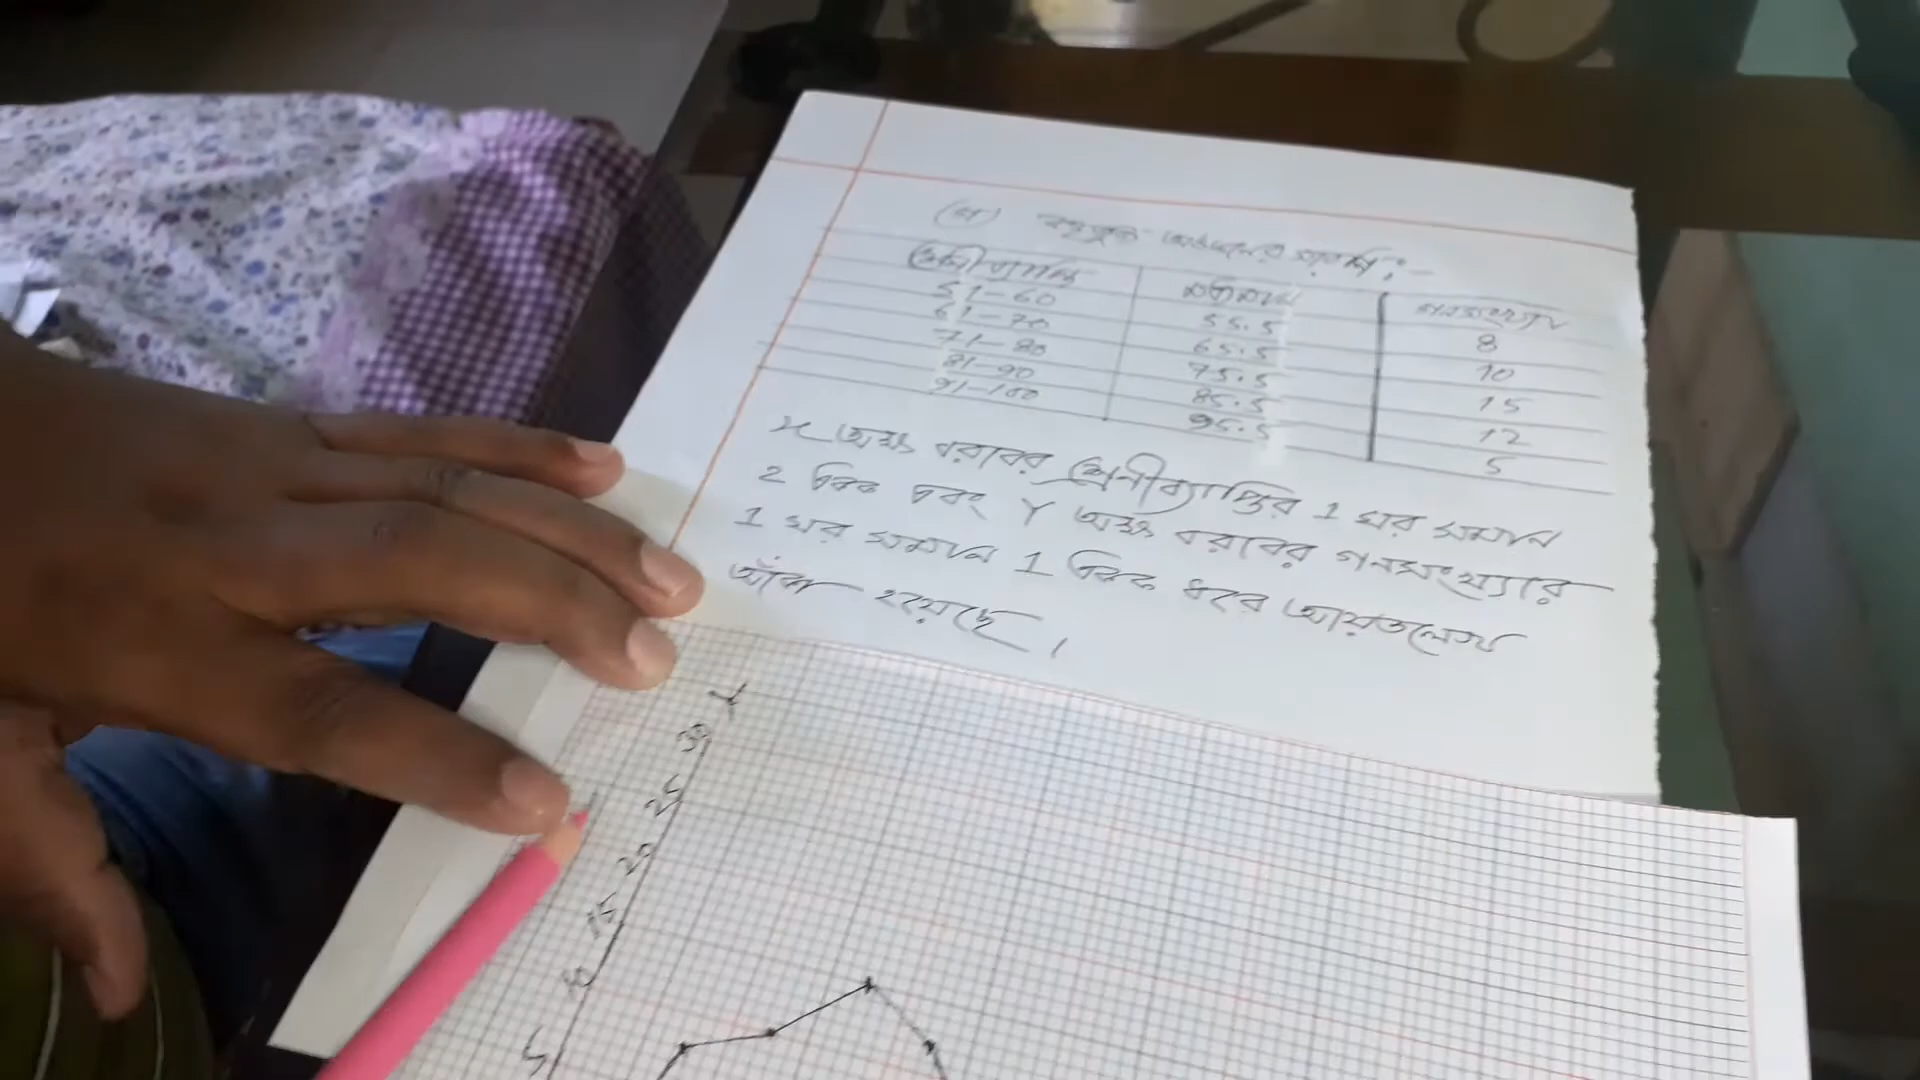 (খ) বহুভুজ অঙ্কনের সারণি :-
শ্রেণীব্যাপ্তি মধ্যমান গণসংখ্যা
51-60 55.5 8
61-70 65.5 10
71-80 75.5 15
81-90 85.5 12
91-100 95.5 5
x অক্ষ বরাবর শ্রেণীব্যাপ্তির 1 ঘর সমান
2 একক এবং Y অক্ষ বরাবর গনসংখ্যার
1 ঘর সমান 1 একক ধরে আয়তলেখ
আঁকা হয়েছে।
Y
30
25
20
15
10
5